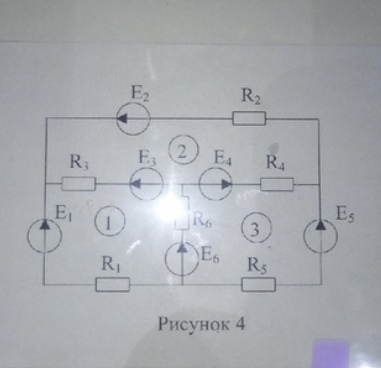 E₂ R₂
R₃ E₃ 2 E₄ R₄
E₁ 1 R₆ 3 E₅
R₁ E₆ R₅
Рисунок 4